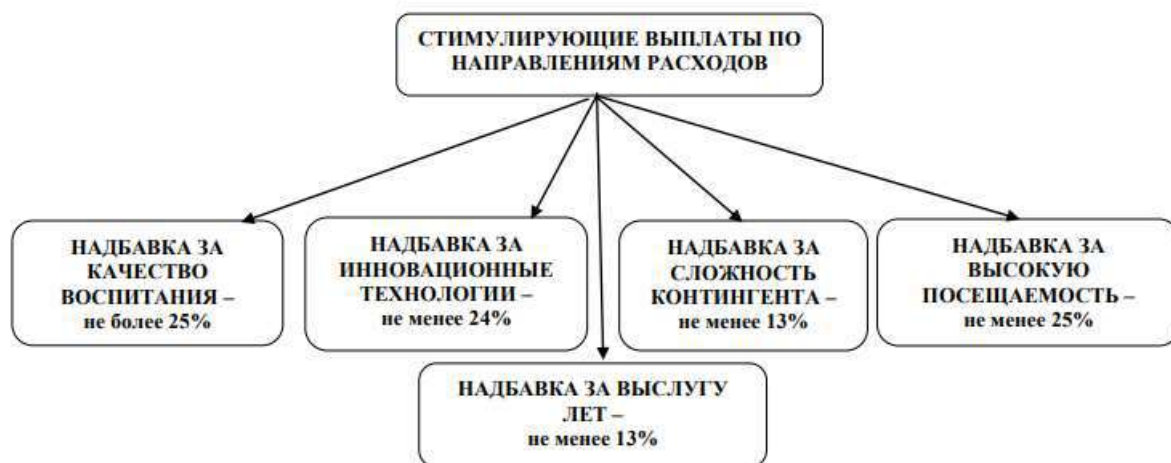 СТИМУЛИРУЮЩИЕ ВЫПЛАТЫ ПО
НАПРАВЛЕНИЯМ РАСХОДОВ
НАДБАВКА ЗА
КАЧЕСТВО
ВОСПИТАНИЯ –
не более 25%
НАДБАВКА ЗА
ИННОВАЦИОННЫЕ
ТЕХНОЛОГИИ –
не менее 24%
НАДБАВКА ЗА
СЛОЖНОСТЬ
КОНТИНГЕНТА –
не менее 13%
НАДБАВКА ЗА
ВЫСОКУЮ
ПОСЕЩАЕМОСТЬ –
не менее 25%
НАДБАВКА ЗА ВЫСЛУГУ
ЛЕТ –
не менее 13%